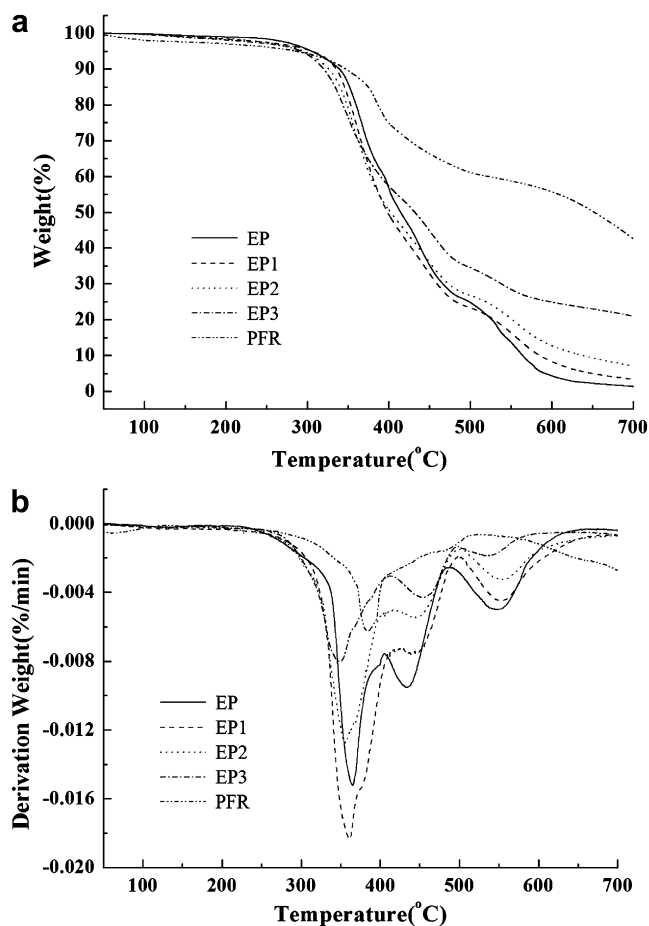 a
Weight(%)
100
90
80
70
60
50
40
30
20
10
0
EP
EP1
EP2
EP3
PFR
100 200 300 400 500 600 700
Temperature(°C)
b
Derivation Weight(%/min)
0.000
-0.004
-0.008
-0.012
-0.016
-0.020
EP
EP1
EP2
EP3
PFR
100 200 300 400 500 600 700
Temperature(°C)